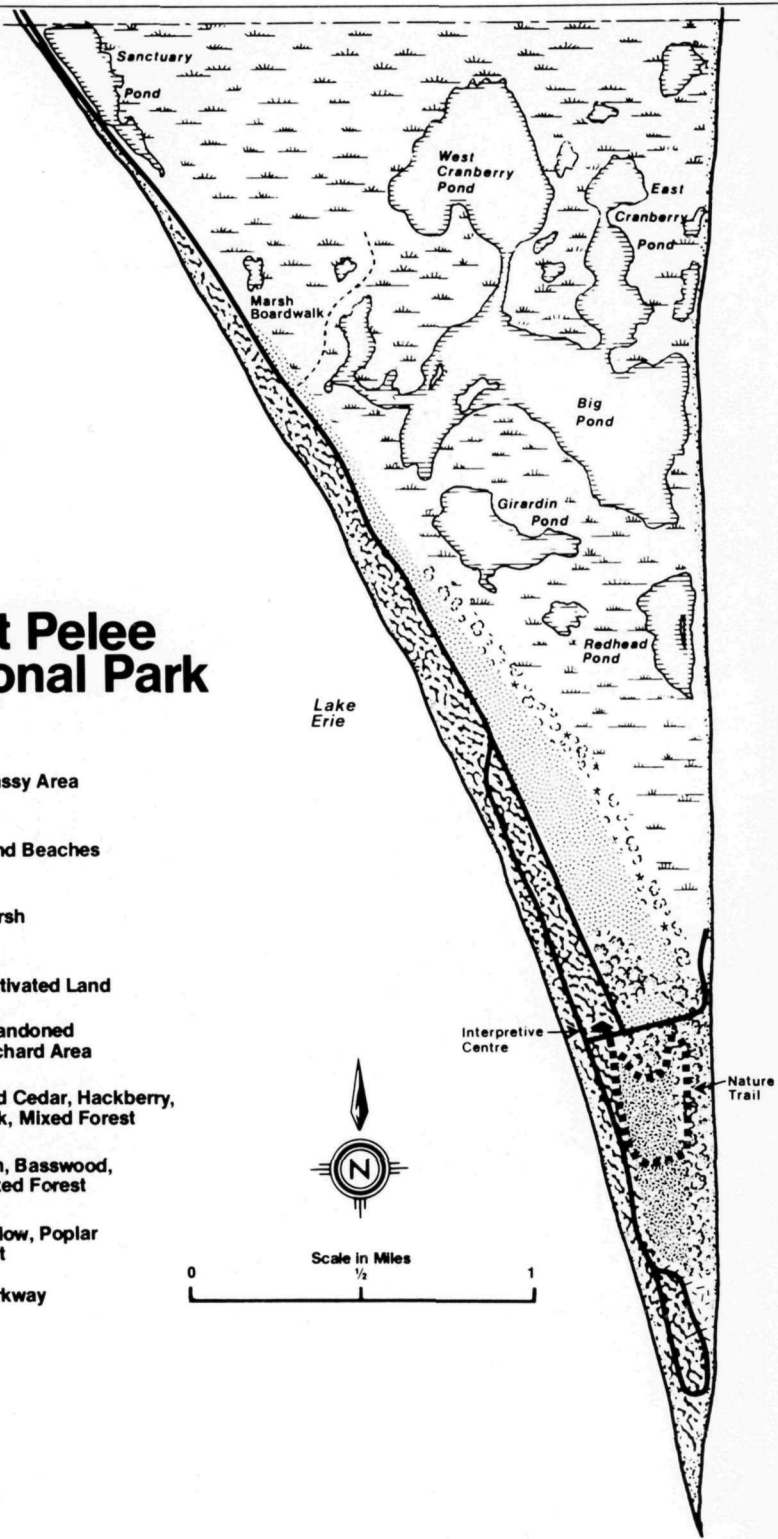 Sanctuary
Pond
West
Cranberry
Pond
East
Cranberry
Pond
Marsh
Boardwalk
Big
Pond
Girardin
Pond
Redhead
Pond
t Pelee
onal Park
Lake
Erie
ssy Area
nd Beaches
rsh
tivated Land
andoned
chard Area
d Cedar, Hackberry,
k, Mixed Forest
n, Basswood,
ed Forest
low, Poplar
t
kway
Interpretive
Centre
Nature
Trail
N
Scale in Miles
0 ½ 1